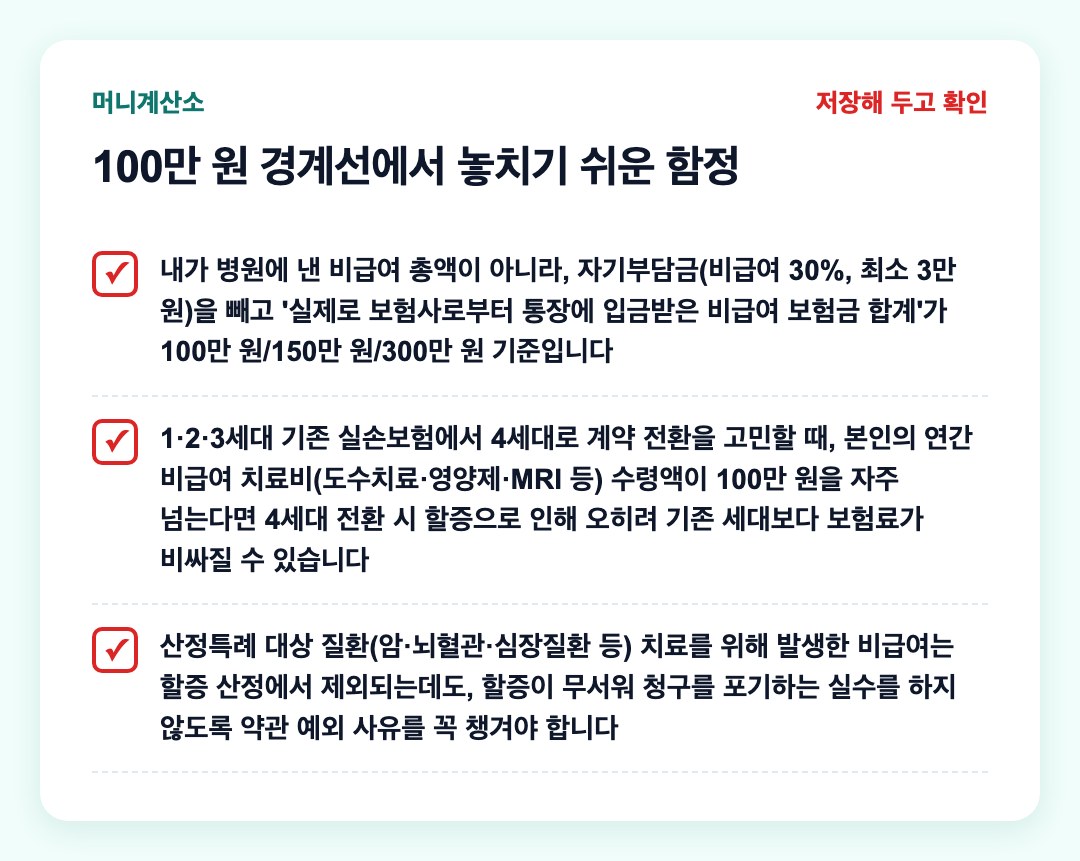 머니계산소
저장해 두고 확인
100만 원 경계선에서 놓치기 쉬운 함정
내가 병원에 낸 비급여 총액이 아니라, 자기부담금(비급여 30%, 최소 3만
원)을 빼고 '실제로 보험사로부터 통장에 입금받은 비급여 보험금 합계'가
100만 원/150만 원/300만 원 기준입니다
1·2·3세대 기존 실손보험에서 4세대로 계약 전환을 고민할 때, 본인의 연간
비급여 치료비(도수치료·영양제·MRI 등) 수령액이 100만 원을 자주
넘는다면 4세대 전환 시 할증으로 인해 오히려 기존 세대보다 보험료가
비싸질 수 있습니다
산정특례 대상 질환(암·뇌혈관·심장질환 등) 치료를 위해 발생한 비급여는
할증 산정에서 제외되는데도, 할증이 무서워 청구를 포기하는 실수를 하지
않도록 약관 예외 사유를 꼭 챙겨야 합니다